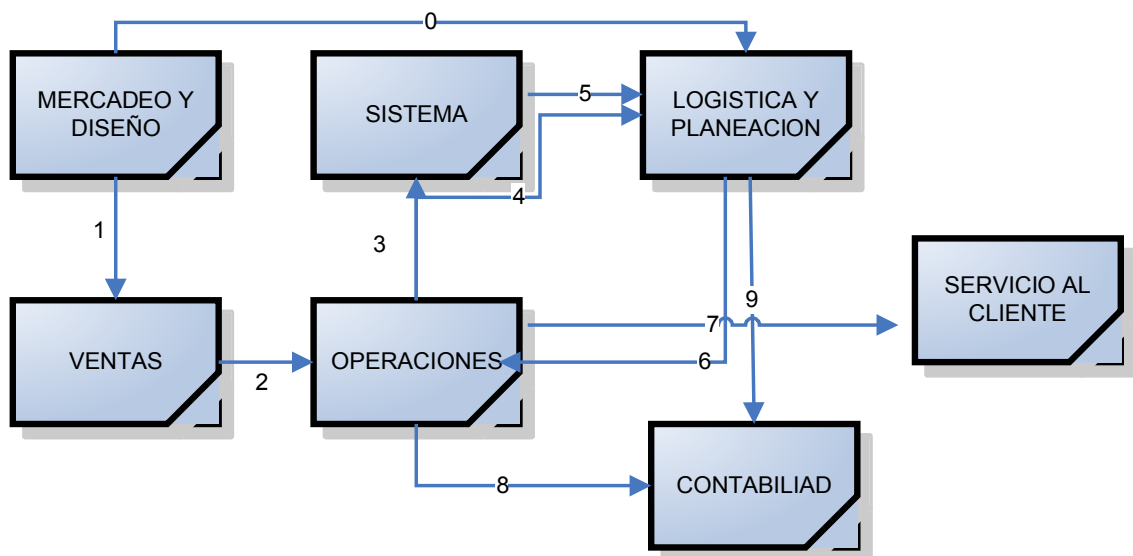 0
MERCADEO Y
DISEÑO
SISTEMA
5
LOGISTICA Y
PLANEACION
4
1
3
SERVICIO AL
CLIENTE
9
7
VENTAS
2
OPERACIONES
6
8
CONTABILIAD